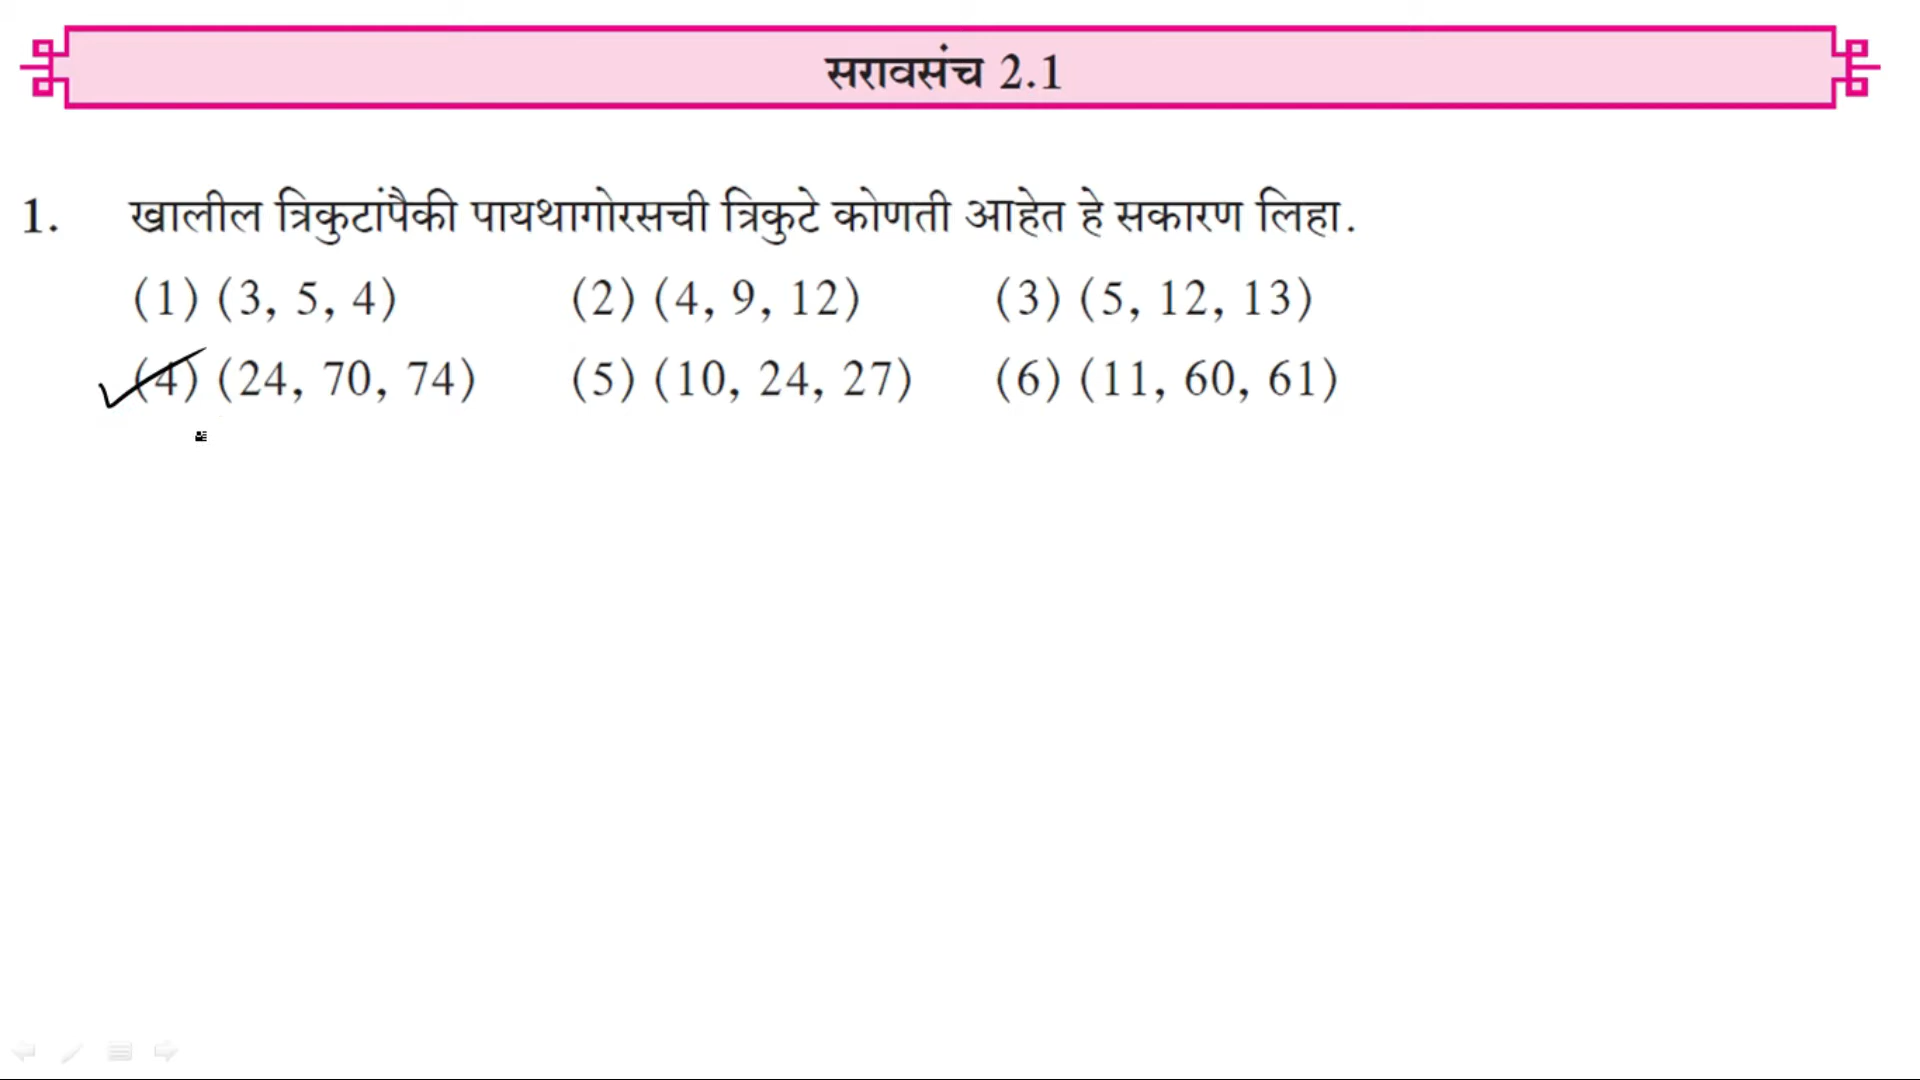 सरावसंच 2.1
1. खालील त्रिकुटांपैकी पायथागोरसची त्रिकुटे कोणती आहेत हे सकारण लिहा.
(1) (3, 5, 4) (2) (4, 9, 12) (3) (5, 12, 13)
(4) (24, 70, 74) (5) (10, 24, 27) (6) (11, 60, 61)